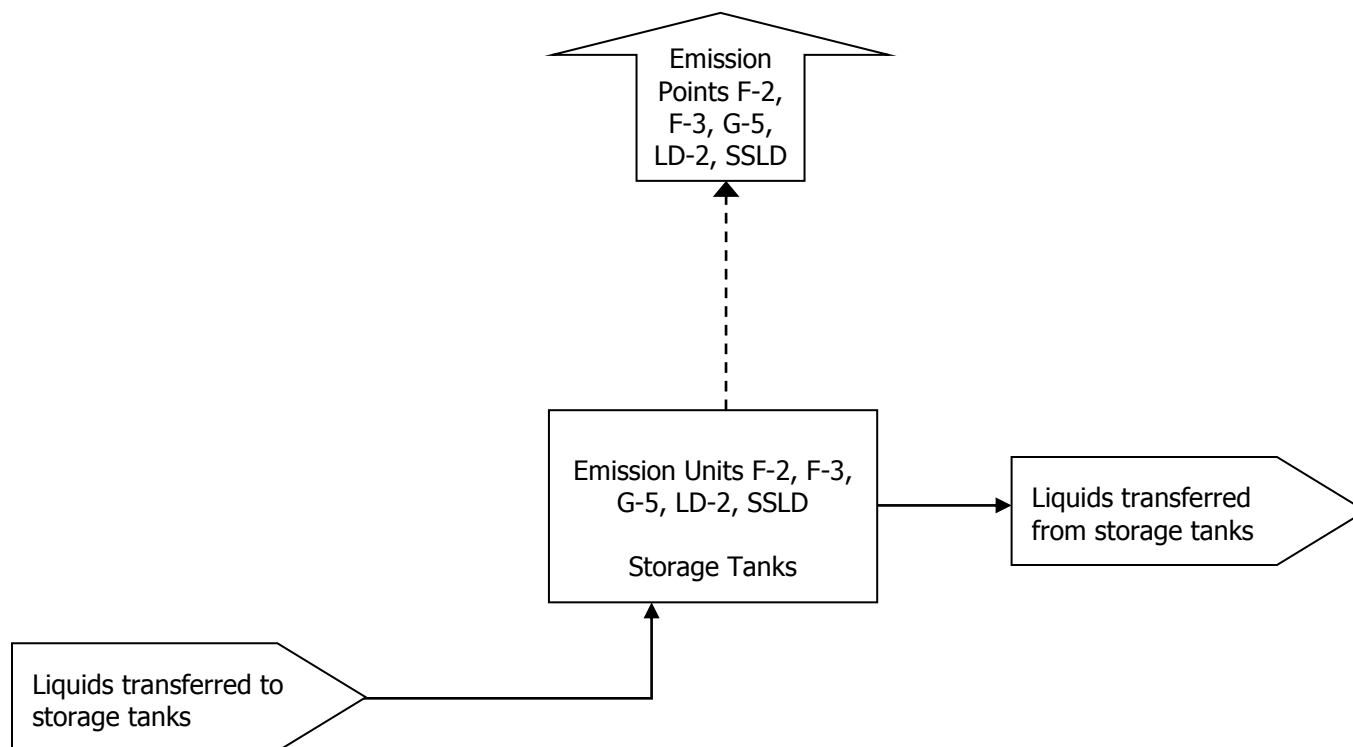 Emission
Points F-2,
F-3, G-5,
LD-2, SSLD
Emission Units F-2, F-3,
G-5, LD-2, SSLD
Storage Tanks
Liquids transferred
from storage tanks
Liquids transferred to
storage tanks